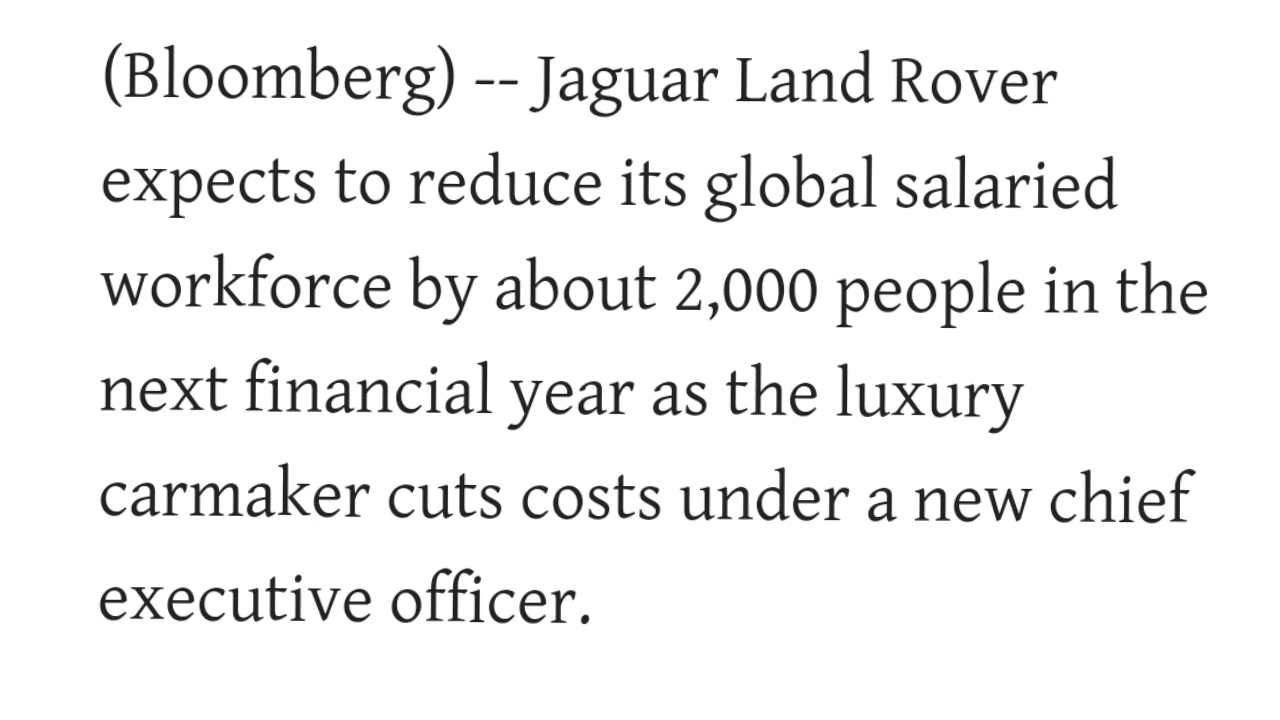 (Bloomberg) -- Jaguar Land Rover
expects to reduce its global salaried
workforce by about 2,000 people in the
next financial year as the luxury
carmaker cuts costs under a new chief
executive officer.